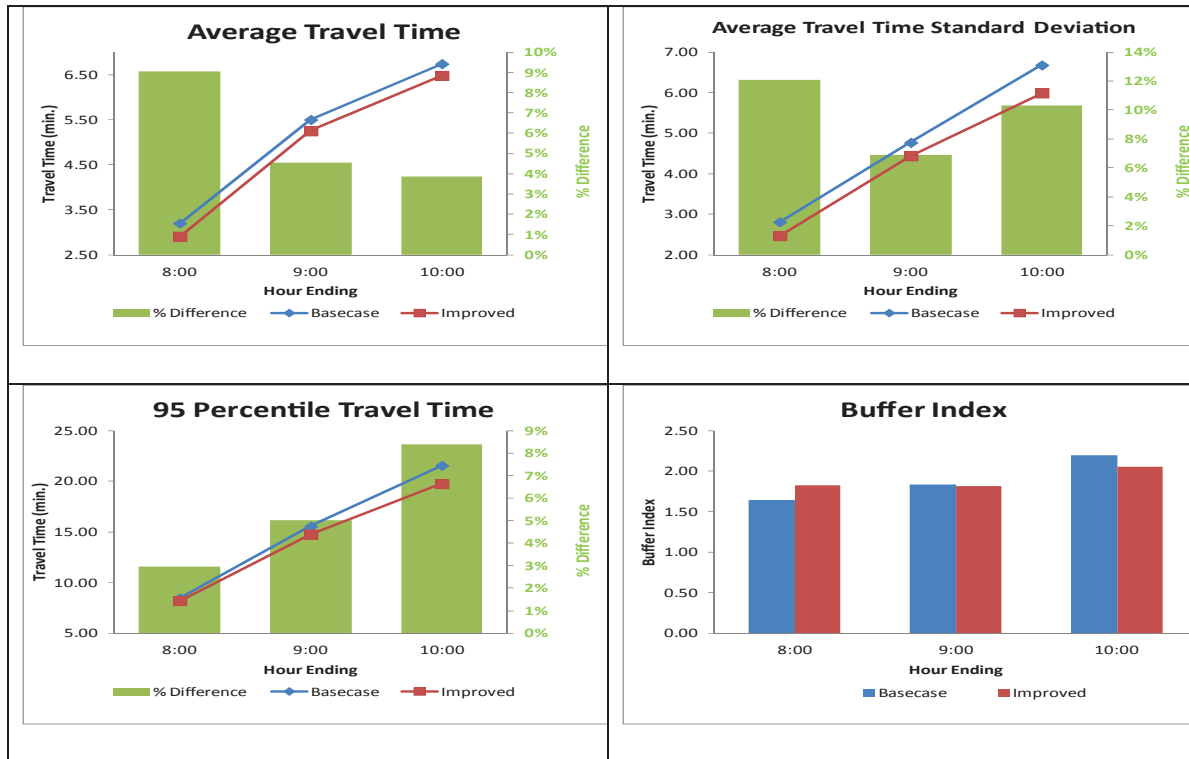 Average Travel Time
Travel Time (min.)
6.50
5.50
4.50
3.50
2.50
10%
9%
8%
7%
6%
5%
4%
3%
2%
1%
0%
% Difference
8:00 9:00 10:00
Hour Ending
% Difference Basecase Improved
Average Travel Time Standard Deviation
Travel Time (min.)
7.00
6.00
5.00
4.00
3.00
2.00
14%
12%
10%
8%
6%
4%
2%
0%
% Difference
8:00 9:00 10:00
Hour Ending
% Difference Basecase Improved
95 Percentile Travel Time
Travel Time (min.)
25.00
20.00
15.00
10.00
5.00
9%
8%
7%
6%
5%
4%
3%
2%
1%
0%
% Difference
8:00 9:00 10:00
Hour Ending
% Difference Basecase Improved
Buffer Index
Buffer Index
2.50
2.00
1.50
1.00
0.50
0.00
8:00 9:00 10:00
Hour Ending
Basecase Improved